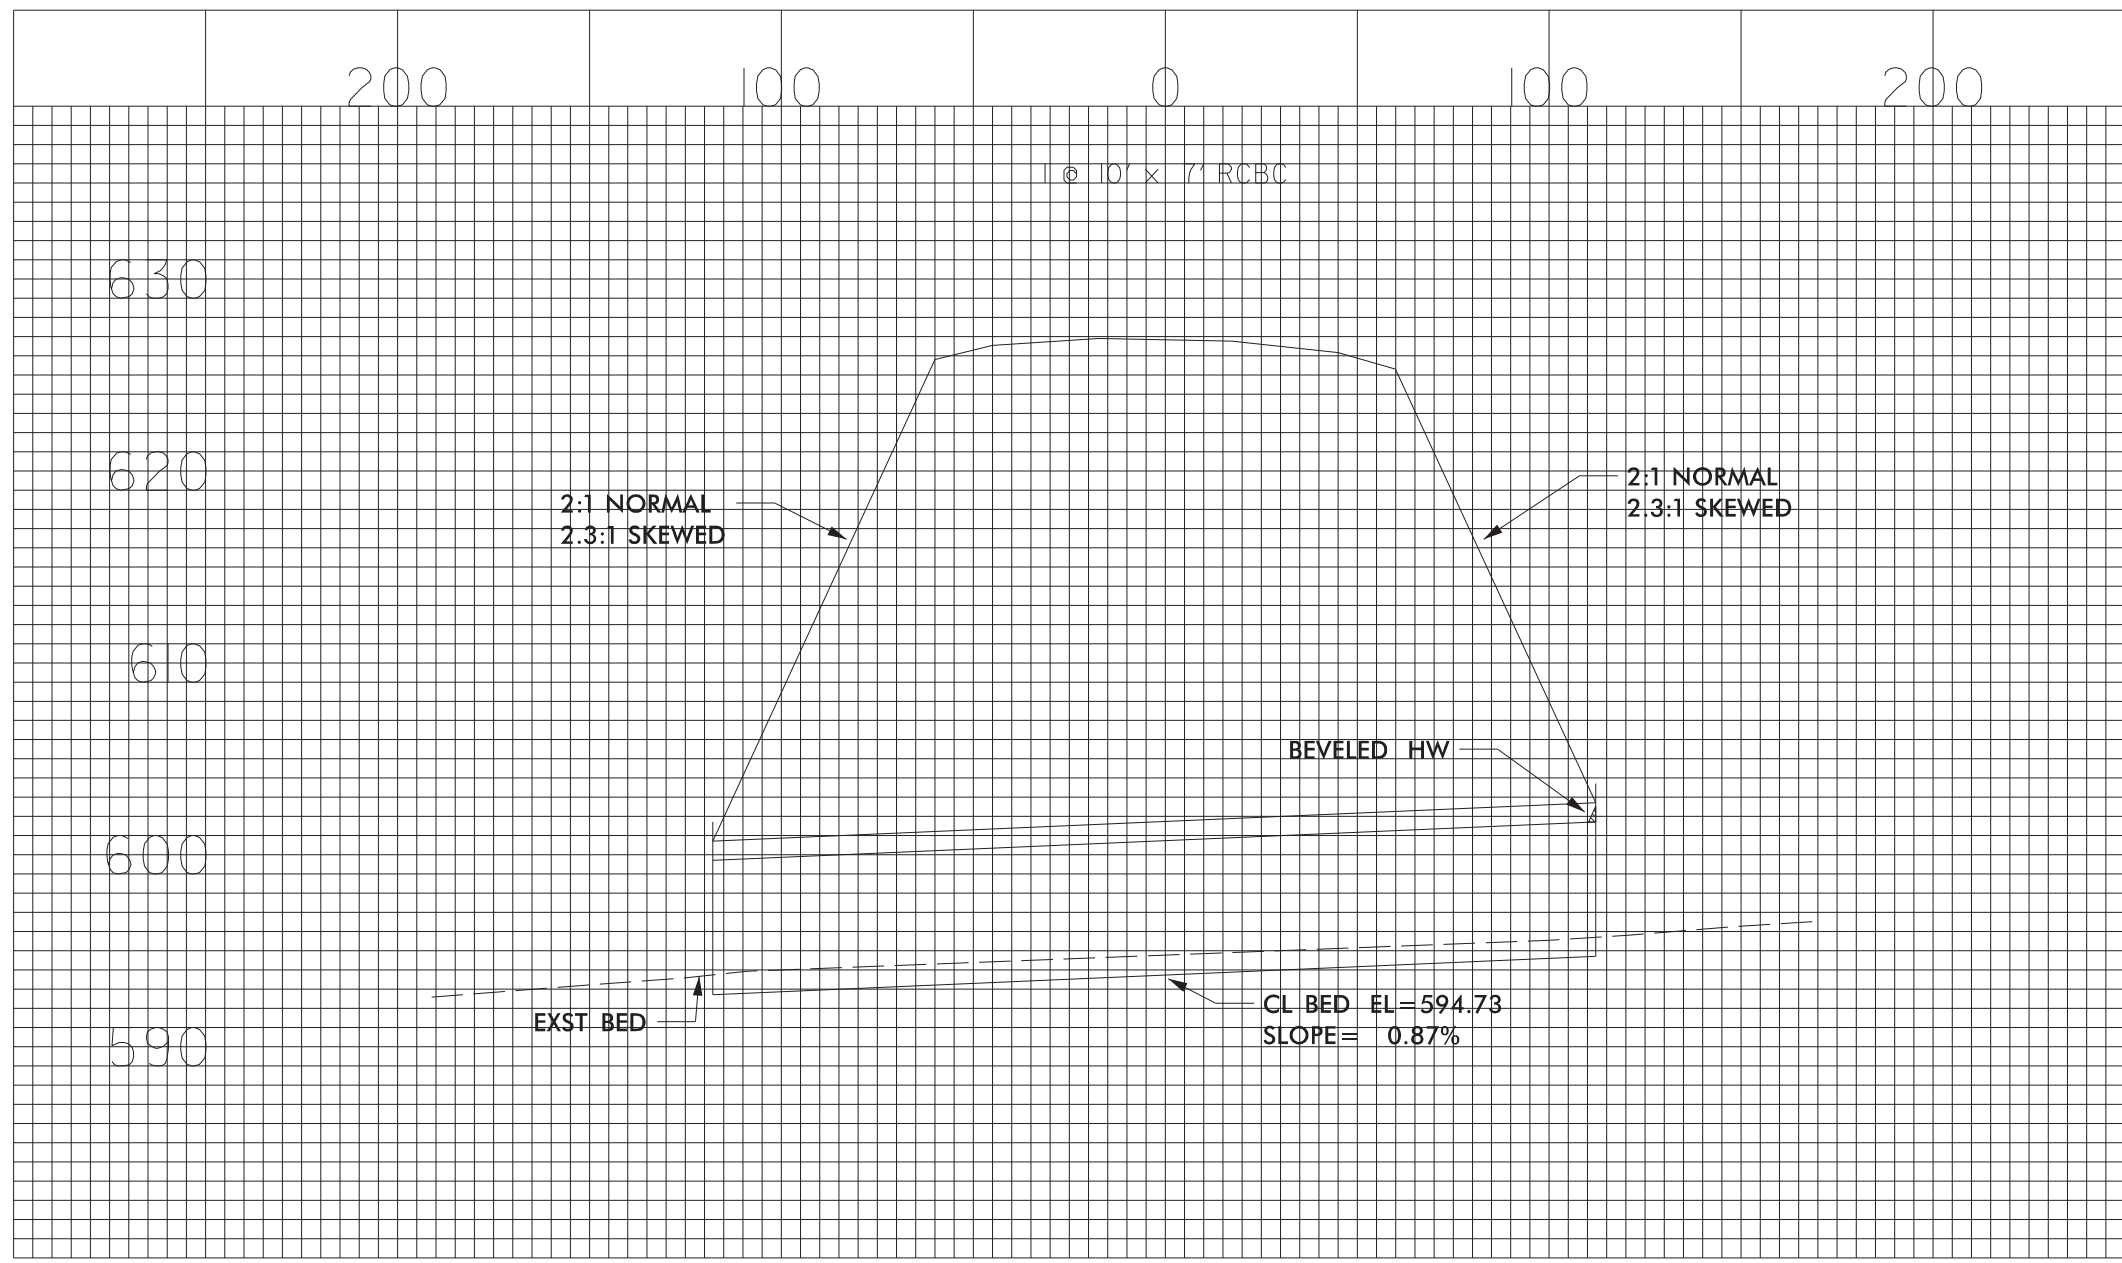 200 100 0 100 200
1 @ 10' x 7' RCBC
630
620
2:1 NORMAL
2.3:1 SKEWED
2:1 NORMAL
2.3:1 SKEWED
610
BEVELED HW
600
CL BED EL=594.73
SLOPE= 0.87%
EXST BED
590